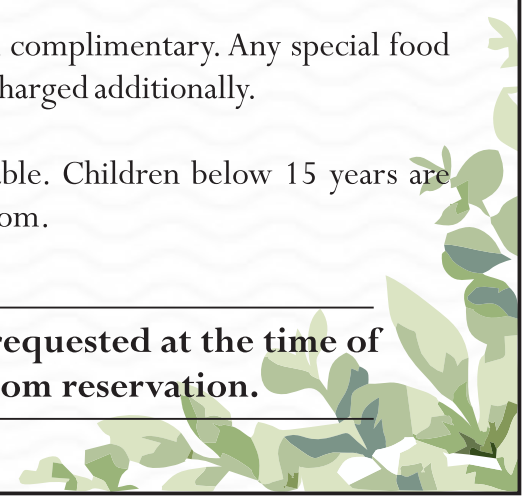 complimentary. Any special food
harged additionally.
ble. Children below 15 years are
om.
requested at the time of
om reservation.